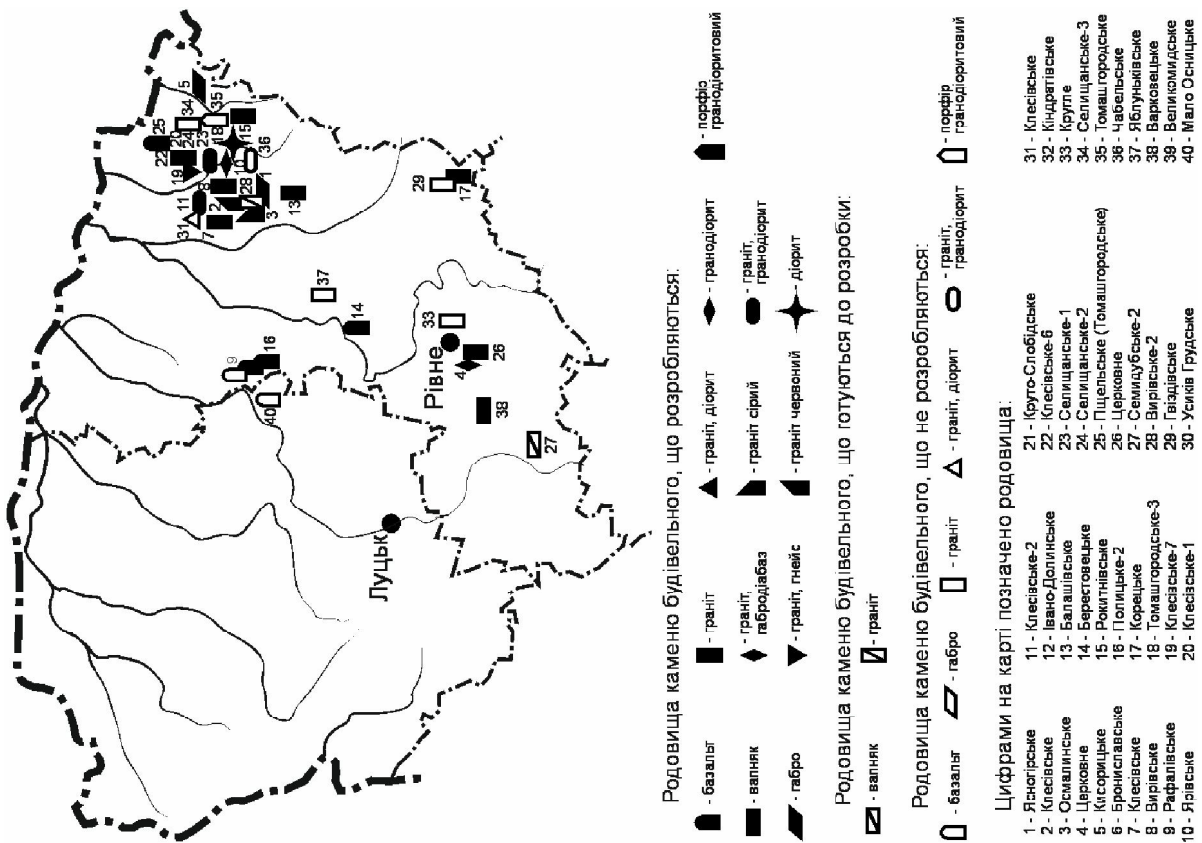 31
7
11
2
8
3
28
1
13
19
22
25
20
24
23
18
10
15
36
34
35
5
29
17
37
14
33
9
16
40
4
26
38
27
Рівне
Луцьк
Родовища каменю будівельного, що розробляються:
- базальт
- граніт
- граніт, діорит
- гранодіорит
- порфір гранодіоритовий
- вапняк
- граніт, габродіабаз
- граніт сірий
- граніт, гранодіорит
- габро
- граніт, гнейс
- граніт червоний
- діорит
Родовища каменю будівельного, що готуються до розробки:
- вапняк
- граніт
Родовища каменю будівельного, що не розробляються:
- базальт
- габро
- граніт
- граніт, діорит
- граніт, гранодіорит
- порфір гранодіоритовий
Цифрами на карті позначено родовища:
1 - Ясногірське
2 - Клесівське
3 - Осмалинське
4 - Церковне
5 - Кисорицьке
6 - Брониславське
7 - Клесівське
8 - Вирівське
9 - Рафалівське
10 - Ярівське
11 - Клесівське-2
12 - Івано-Долинське
13 - Балашівське
14 - Берестовецьке
15 - Рокитнівське
16 - Полицьке-2
17 - Корецьке
18 - Томашгородське-3
19 - Клесівське-7
20 - Клесівське-1
21 - Круто-Слобідське
22 - Клесівське-6
23 - Селищанське-1
24 - Селищанське-2
25 - Пщельське (Томашгородське)
26 - Церковне
27 - Семидубське-2
28 - Вирівське-2
29 - Гвіздівське
30 - Усиків Грудське
31 - Клесівське
32 - Кіндратівське
33 - Кругле
34 - Селищанське-3
35 - Томашгородське
36 - Чабельське
37 - Яблуньківське
38 - Варковецьке
39 - Великомидське
40 - Мало Осницьке